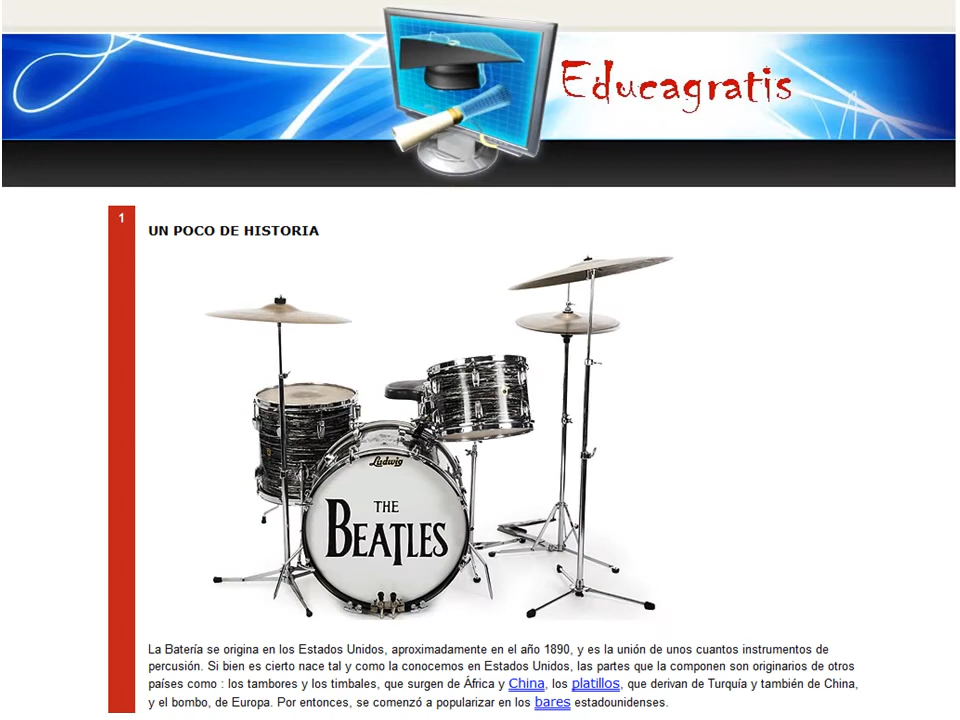 Educagratis
1
UN POCO DE HISTORIA
Ludwig
THE
BEATLES
La Batería se origina en los Estados Unidos, aproximadamente en el año 1890, y es la unión de unos cuantos instrumentos de
percusión. Si bien es cierto nace tal y como la conocemos en Estados Unidos, las partes que la componen son originarios de otros
países como : los tambores y los timbales, que surgen de África y China, los platillos, que derivan de Turquía y también de China,
y el bombo, de Europa. Por entonces, se comenzó a popularizar en los bares estadounidenses.